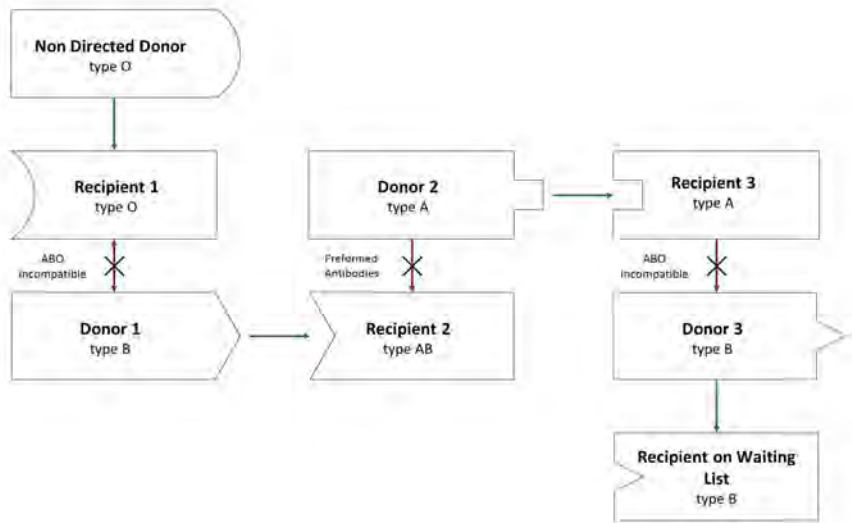 Non Directed Donor
type O
Recipient 1
type O
Donor 2
type A
Recipient 3
type A
ABO
incompatible
Preformed
Antibodies
ABO
incompatible
Donor 1
type B
Recipient 2
type AB
Donor 3
type B
Recipient on Waiting
List
type B